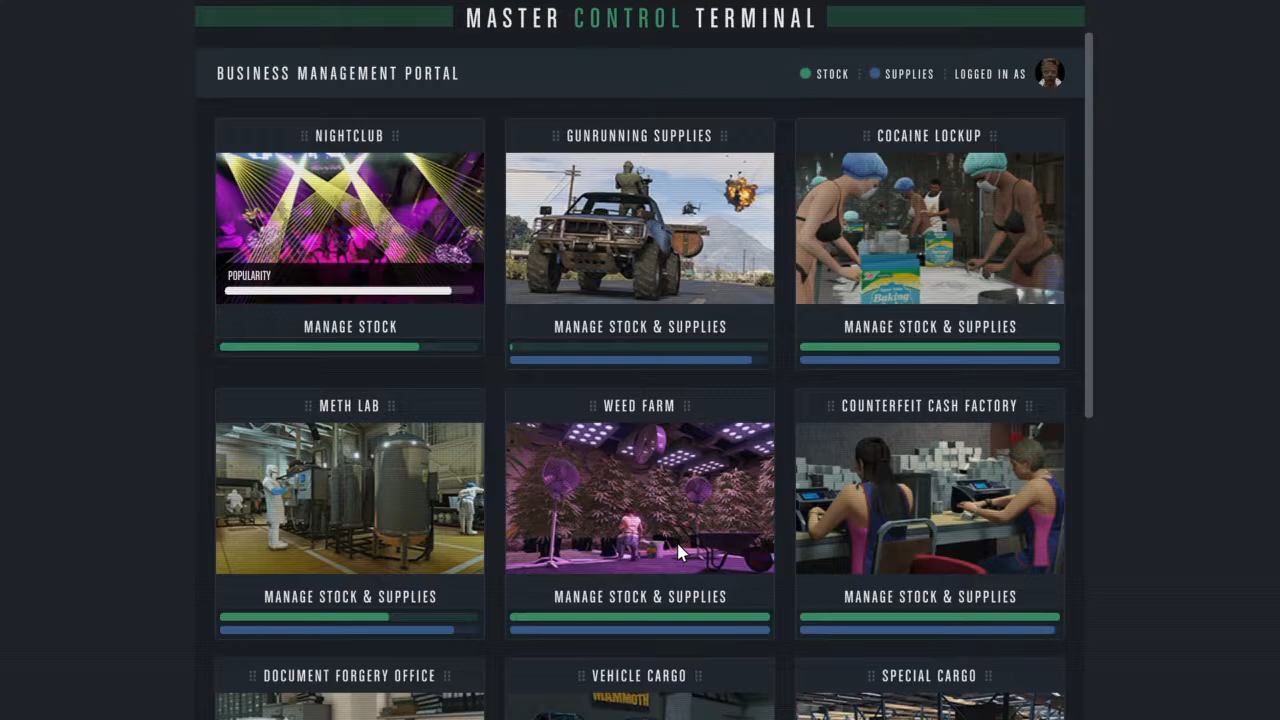 MASTER CONTROL TERMINAL
BUSINESS MANAGEMENT PORTAL
STOCK
SUPPLIES
LOGGED IN AS
NIGHTCLUB
GUNRUNNING SUPPLIES
COCAINE LOCKUP
POPULARITY
Baking
MANAGE STOCK
MANAGE STOCK & SUPPLIES
MANAGE STOCK & SUPPLIES
METH LAB
WEED FARM
COUNTERFEIT CASH FACTORY
MANAGE STOCK & SUPPLIES
MANAGE STOCK & SUPPLIES
MANAGE STOCK & SUPPLIES
DOCUMENT FORGERY OFFICE
VEHICLE CARGO
SPECIAL CARGO
MAMMOTH